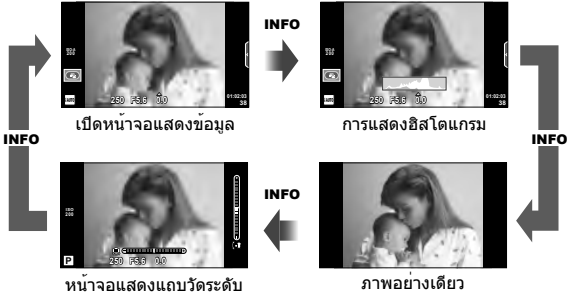 INFO
ISO 200
250 F5.6 0.0
01:02:03
38
เปิดหน้าจอแสดงข้อมูล
250 F5.6 0.0
01:02:03
38
การแสดงฮิสโตแกรม
INFO
INFO
INFO
ISO 200
P
250 F5.6 0.0
หน้าจอแสดงแถบวัดระดับ
ภาพอย่างเดียว